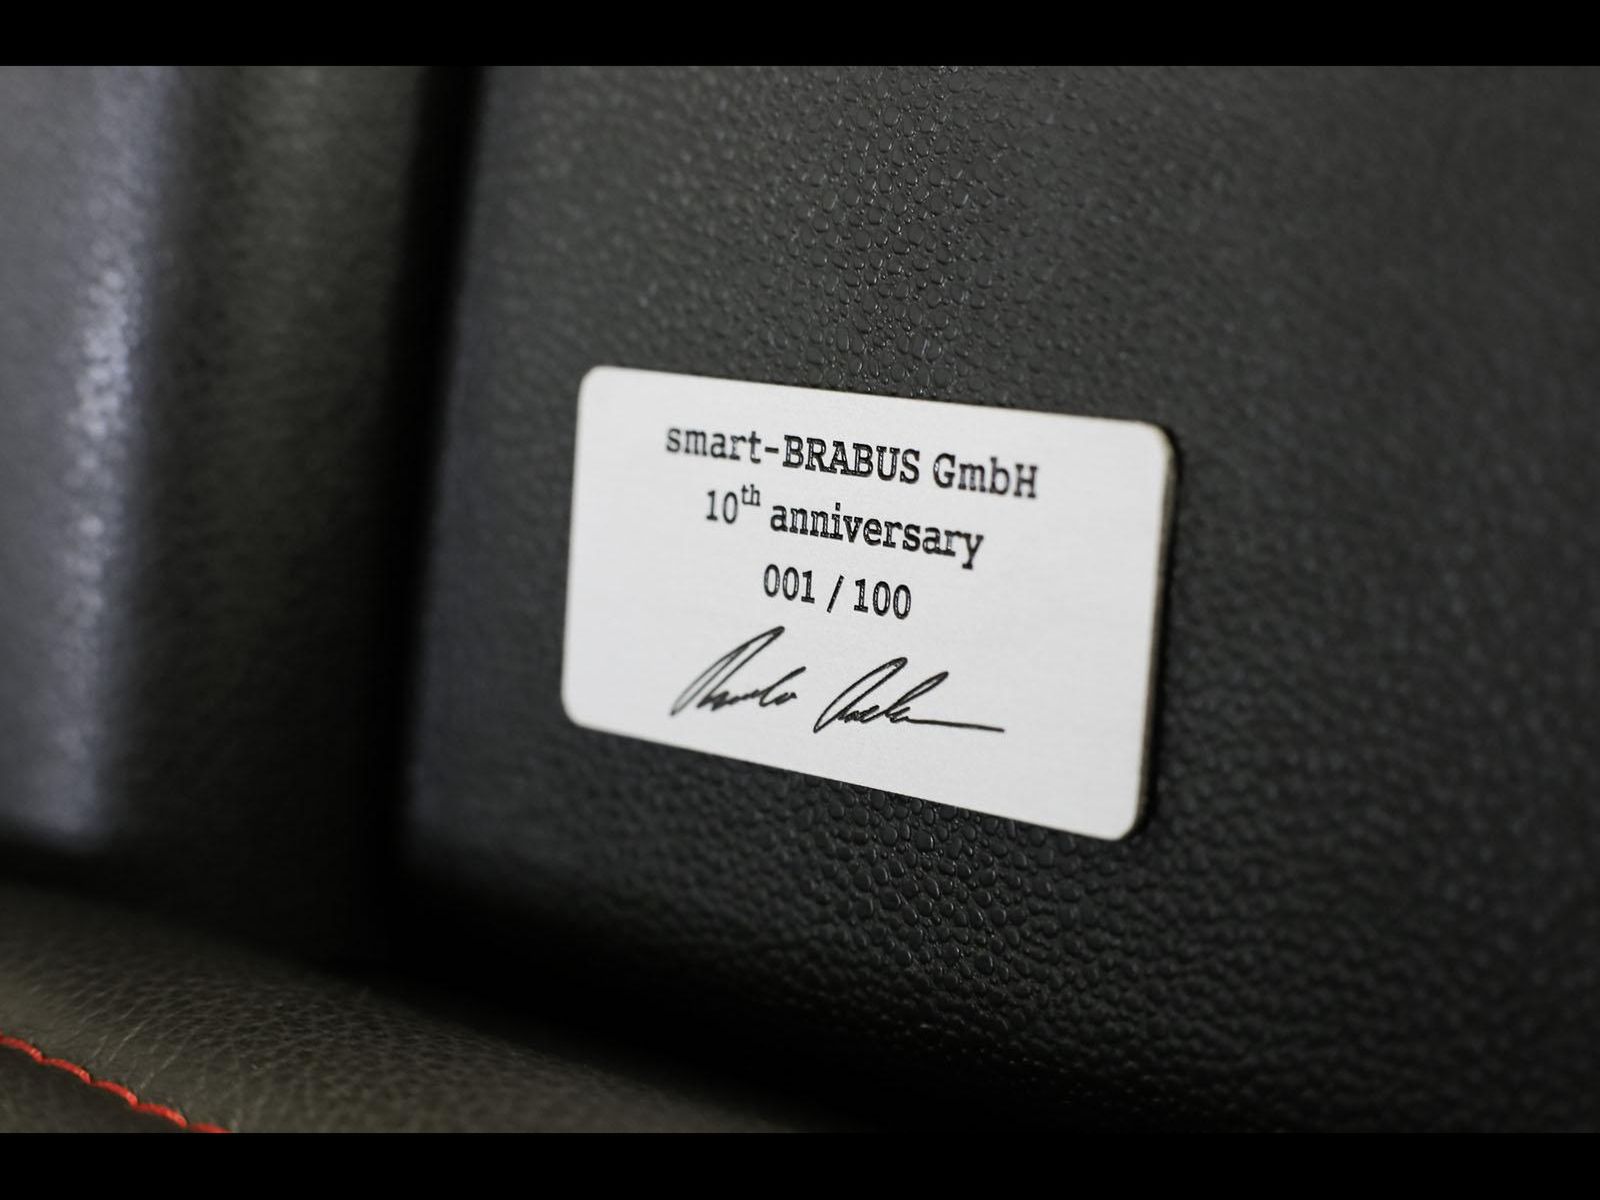 smart-BRABUS GmbH
10th anniversary
001 / 100